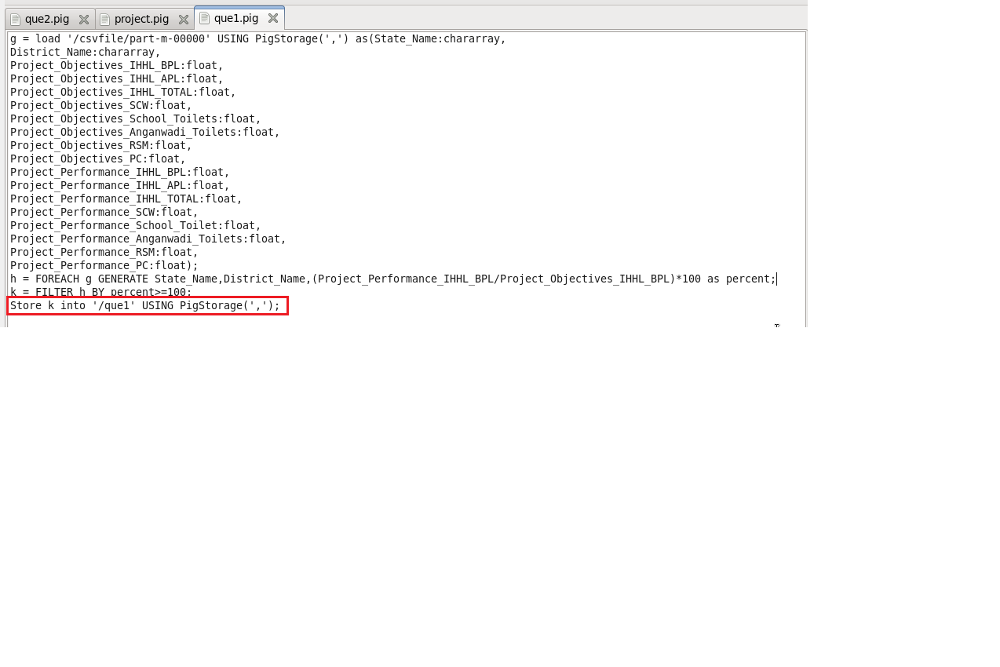 que2.pig project.pig que1.pig
g = load '/csvfile/part-m-00000' USING PigStorage(',') as(State_Name:chararray,
District_Name:chararray,
Project_Objectives_IHHL_BPL:float,
Project_Objectives_IHHL_APL:float,
Project_Objectives_IHHL_TOTAL:float,
Project_Objectives_SCW:float,
Project_Objectives_School_Toilets:float,
Project_Objectives_Anganwadi_Toilets:float,
Project_Objectives_RSM:float,
Project_Objectives_PC:float,
Project_Performance_IHHL_BPL:float,
Project_Performance_IHHL_APL:float,
Project_Performance_IHHL_TOTAL:float,
Project_Performance_SCW:float,
Project_Performance_School_Toilet:float,
Project_Performance_Anganwadi_Toilets:float,
Project_Performance_RSM:float,
Project_Performance_PC:float);
h = FOREACH g GENERATE State_Name,District_Name,(Project_Performance_IHHL_BPL/Project_Objectives_IHHL_BPL)*100 as percent;
k = FILTER h BY percent>=100;
Store k into '/que1' USING PigStorage(',');